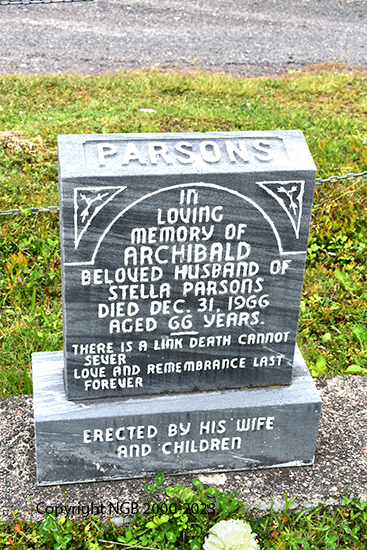 PARSONS
IN
LOVING
MEMORY OF
ARCHIBALD
BELOVED HUSBAND OF
STELLA PARSONS
DIED DEC. 31, 1966
AGED 66 YEARS.
THERE IS A LINK DEATH CANNOT
SEVER
LOVE AND REMEMBRANCE LAST
FOREVER
ERECTED BY HIS WIFE
AND CHILDREN
Copyright NGB 2000-2023